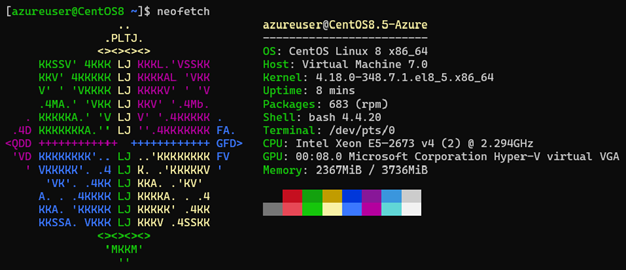 [azureuser@CentOS8 ~]$ neofetch
..
.PLTJ.
<><><><>
KKSSV' 4KKK LJ KKKL.'VSSKK
KKV' 4KKKKK LJ KKKKAL 'VKK
V' ' 'VKKKK LJ KKKKV' ' 'V
.4MA.' 'VKK LJ KKV' '.4Mb.
. KKKKKA.' 'V LJ V' '.4KKKKK .
.4D KKKKKKKA.'' LJ ''.4KKKKKKK FA.
<QDD ++++++++++++ ++++++++++++ GFD>
'VD KKKKKKKK'.. LJ ..'KKKKKKKK FV
' VKKKKK'. .4 LJ K. .'KKKKKV '
'VK'. .4KK LJ KKA. .'KV'
A. . .4KKKK LJ KKKKA. . .4
KKA. 'KKKKK LJ KKKKK' .4KK
KKSSA. VKKK LJ KKKV .4SSKK
<><><><>
'MKKM'
''
azureuser@CentOS8.5-Azure
-------------------------
OS: CentOS Linux 8 x86_64
Host: Virtual Machine 7.0
Kernel: 4.18.0-348.7.1.el8_5.x86_64
Uptime: 8 mins
Packages: 683 (rpm)
Shell: bash 4.4.20
Terminal: /dev/pts/0
CPU: Intel Xeon E5-2673 v4 (2) @ 2.294GHz
GPU: 00:08.0 Microsoft Corporation Hyper-V virtual VGA
Memory: 2367MiB / 3736MiB